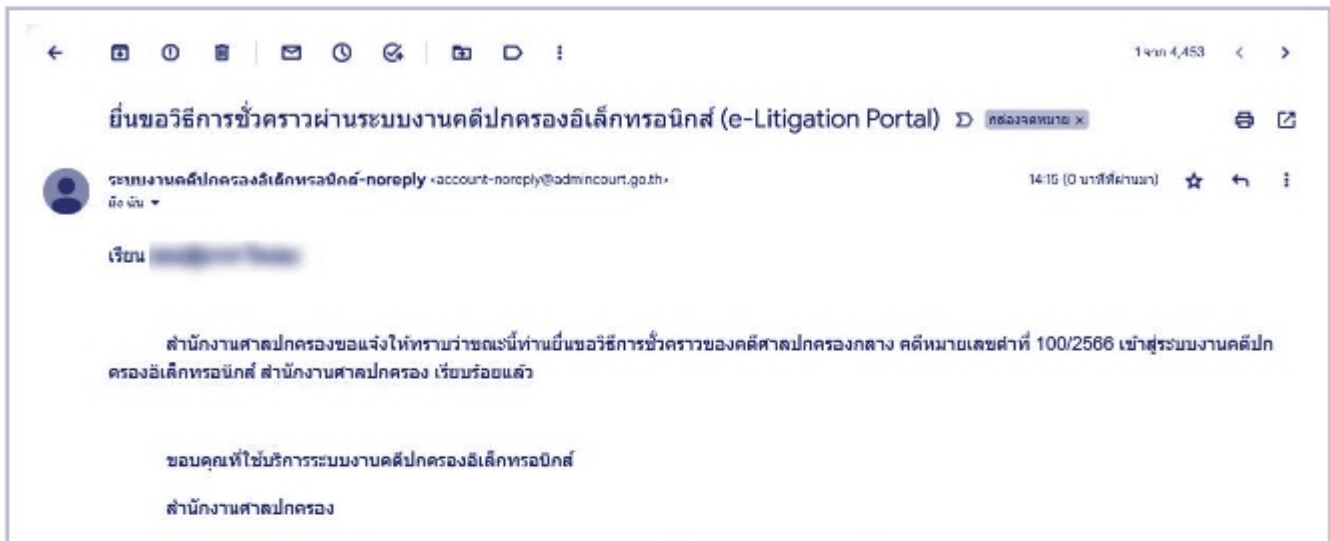 1 จาก 4,453
ยื่นขอวิธีการชั่วคราวผ่านระบบงานคดีปกครองอิเล็กทรอนิกส์ (e-Litigation Portal) กล่องจดหมาย ×
ระบบงานคดีปกครองอิเล็กทรอนิกส์-noreply <account-noreply@admincourt.go.th> 14:15 (0 นาทีที่ผ่านมา)
ถึง ฉัน
เรียน
สำนักงานศาลปกครองขอแจ้งให้ทราบว่าขณะนี้ท่านยื่นขอวิธีการชั่วคราวของคดีศาลปกครองกลาง คดีหมายเลขดำที่ 100/2566 เข้าสู่ระบบงานคดีปก
ครองอิเล็กทรอนิกส์ สำนักงานศาลปกครอง เรียบร้อยแล้ว
ขอบคุณที่ใช้บริการระบบงานคดีปกครองอิเล็กทรอนิกส์
สำนักงานศาลปกครอง